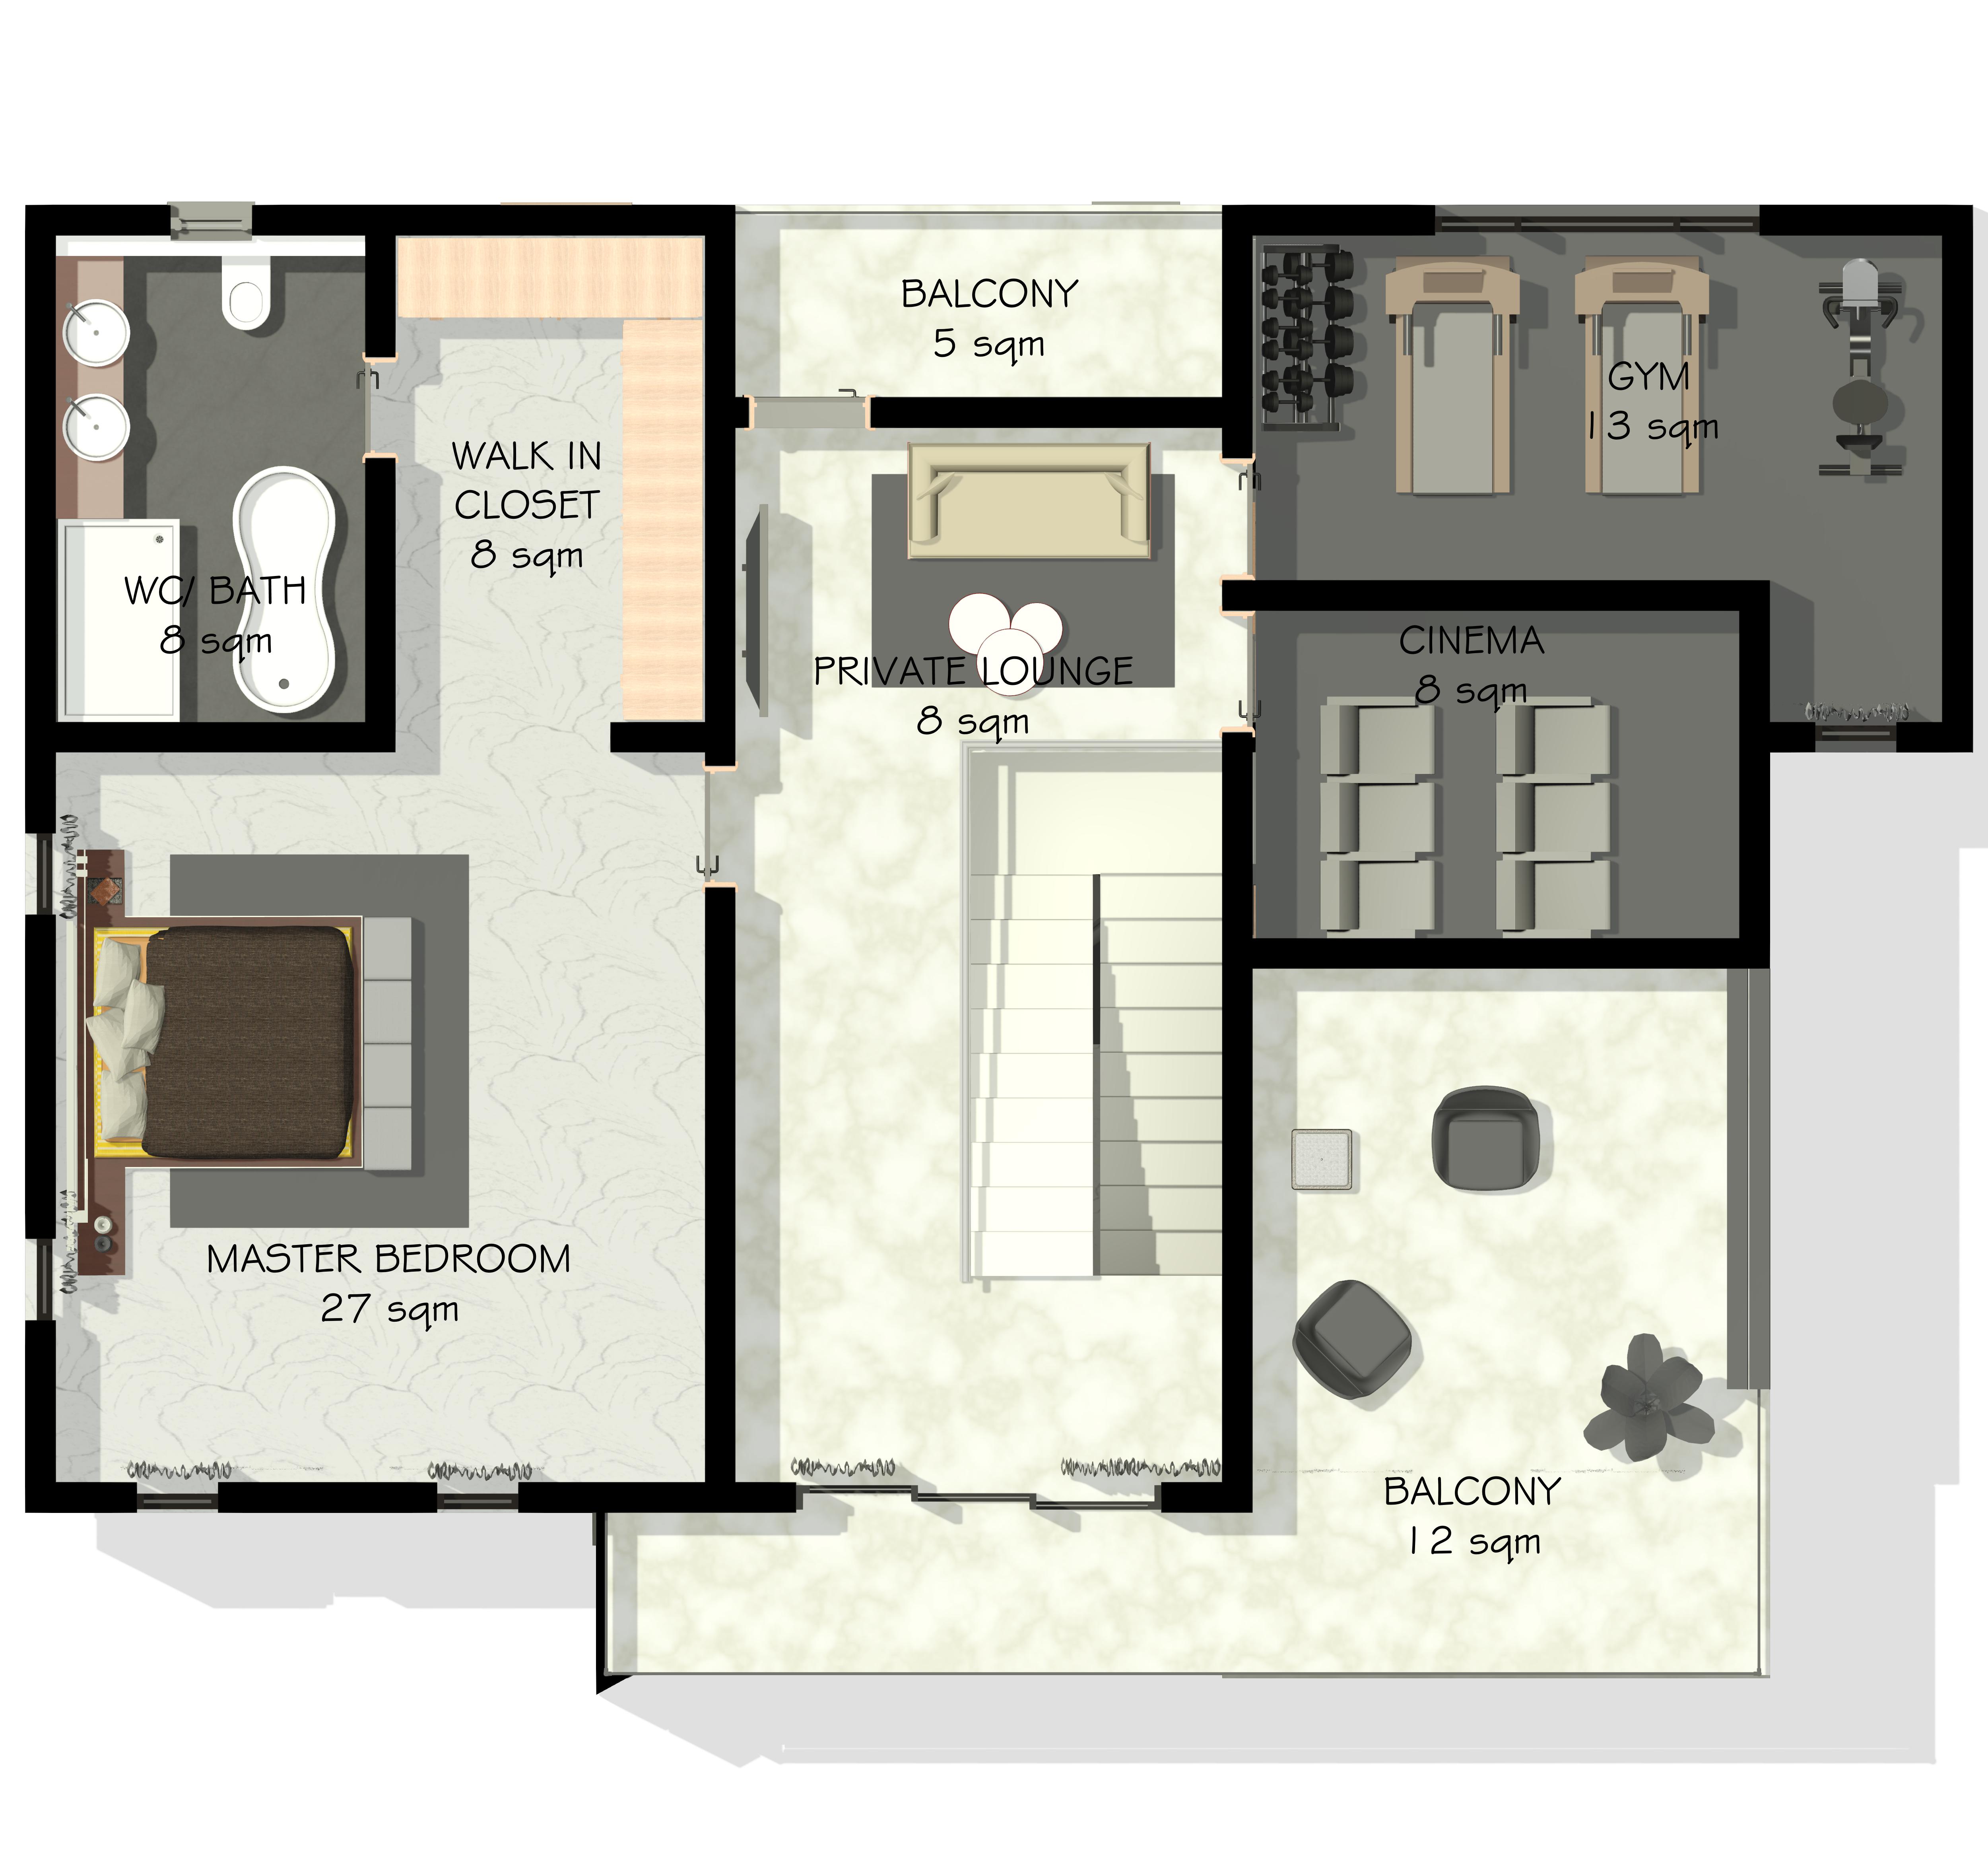 BALCONY
5 sqm
GYM
13 sqm
WALK IN
CLOSET
8 sqm
WC/ BATH
8 sqm
PRIVATE LOUNGE
8 sqm
CINEMA
8 sqm
MASTER BEDROOM
27 sqm
BALCONY
12 sqm